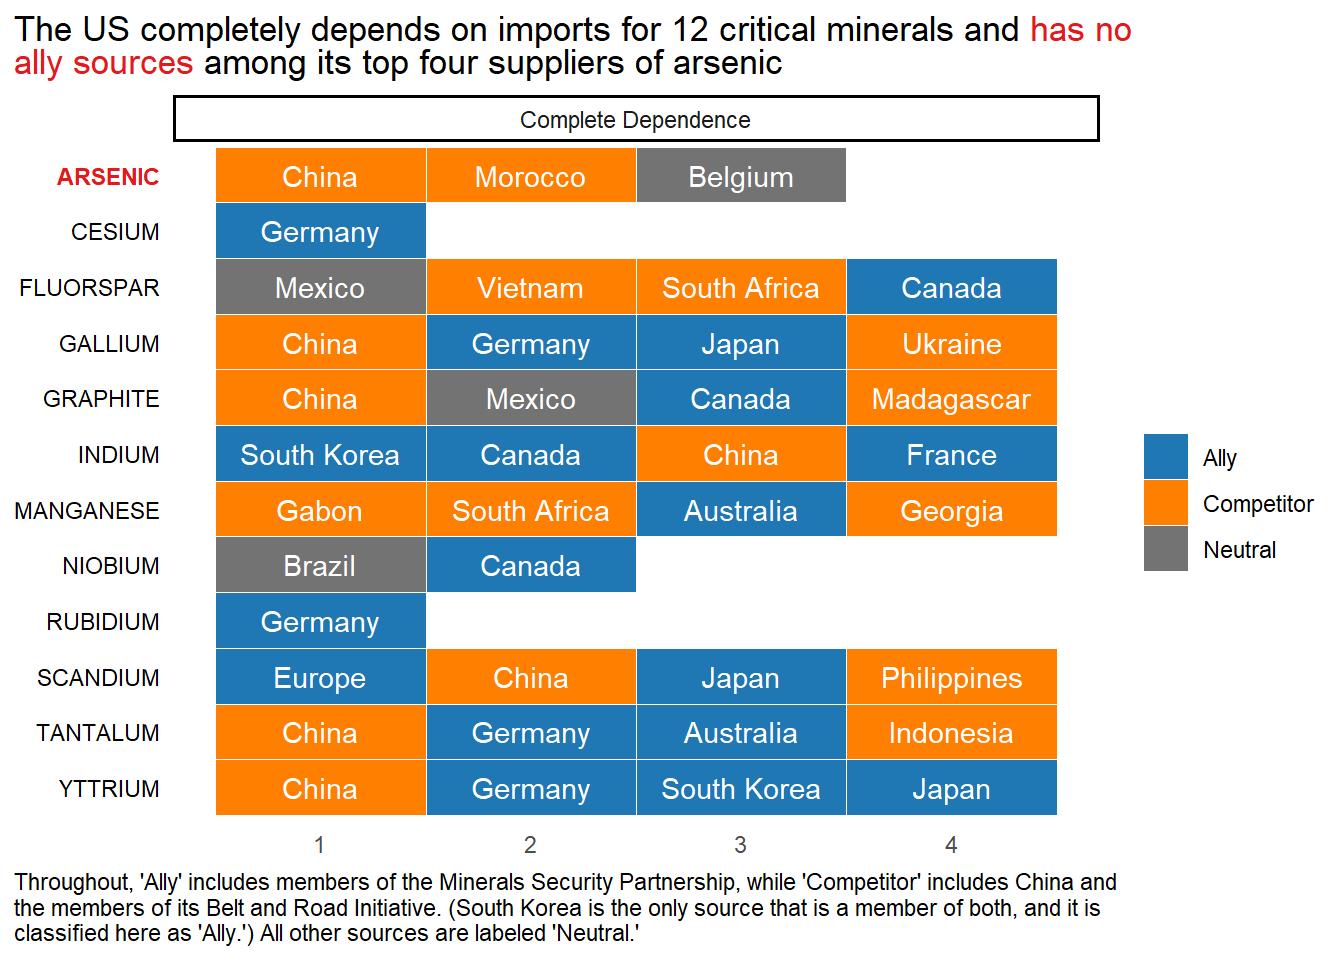 The US completely depends on imports for 12 critical minerals and has no
ally sources among its top four suppliers of arsenic
Complete Dependence
ARSENIC China Morocco Belgium
CESIUM Germany
FLUORSPAR Mexico Vietnam South Africa Canada
GALLIUM China Germany Japan Ukraine
GRAPHITE China Mexico Canada Madagascar
INDIUM South Korea Canada China France
MANGANESE Gabon South Africa Australia Georgia
NIOBIUM Brazil Canada
RUBIDIUM Germany
SCANDIUM Europe China Japan Philippines
TANTALUM China Germany Australia Indonesia
YTTRIUM China Germany South Korea Japan
1 2 3 4
Ally
Competitor
Neutral
Throughout, 'Ally' includes members of the Minerals Security Partnership, while 'Competitor' includes China and
the members of its Belt and Road Initiative. (South Korea is the only source that is a member of both, and it is
classified here as 'Ally.') All other sources are labeled 'Neutral.'